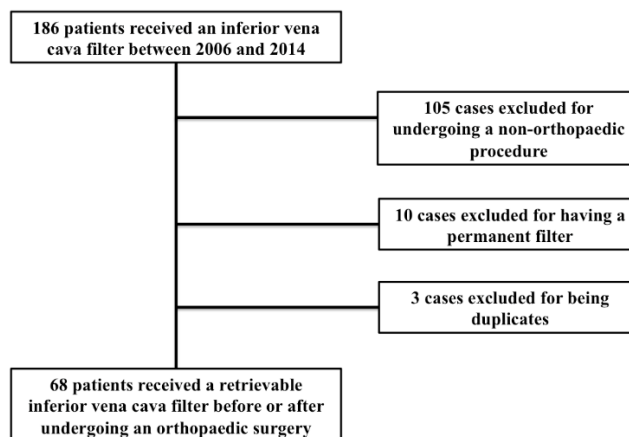 186 patients received an inferior vena
cava filter between 2006 and 2014
105 cases excluded for
undergoing a non-orthopaedic
procedure
10 cases excluded for having a
permanent filter
3 cases excluded for being
duplicates
68 patients received a retrievable
inferior vena cava filter before or after
undergoing an orthopaedic surgery